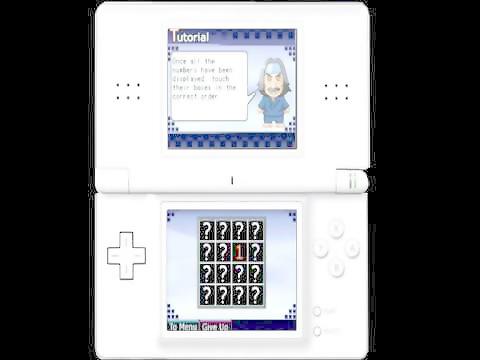 Tutorial
Once all the
numbers have been
displayed, touch
their boxes in the
correct order.
? ? ? ?
? ? 1 ?
? ? ? ?
? ? ? ?
To Menu Give Up